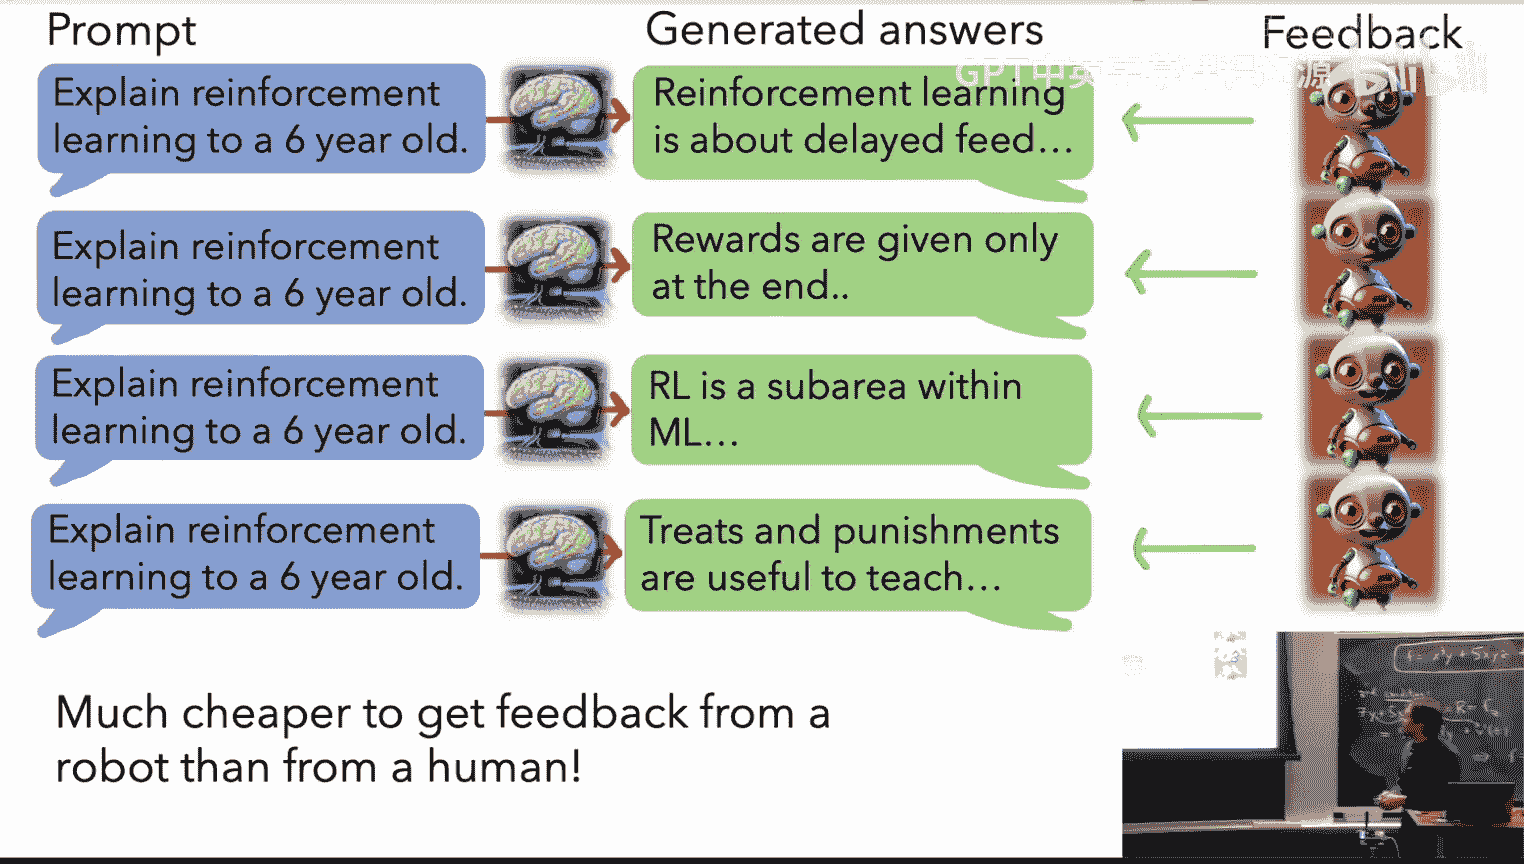 Prompt
Generated answers
Feedback
Explain reinforcement
learning to a 6 year old.
Reinforcement learning
is about delayed feed...
Explain reinforcement
learning to a 6 year old.
Rewards are given only
at the end..
Explain reinforcement
learning to a 6 year old.
RL is a subarea within
ML...
Explain reinforcement
learning to a 6 year old.
Treats and punishments
are useful to teach...
Much cheaper to get feedback from a
robot than from a human!